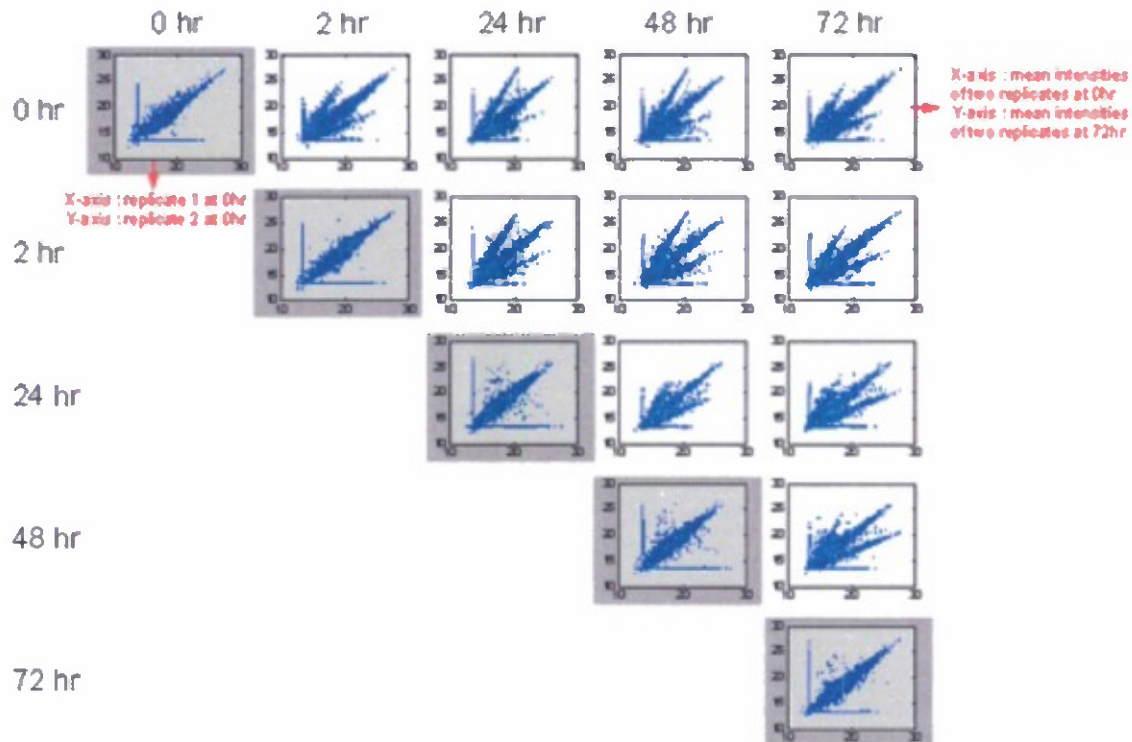 0 hr 2 hr 24 hr 48 hr 72 hr
0 hr
X-axis : mean intensities
of two replicates at 0hr
Y-axis : mean intensities
of two replicates at 72hr
X-axis : replicate 1 at 0hr
Y-axis : replicate 2 at 0hr
2 hr
24 hr
48 hr
72 hr